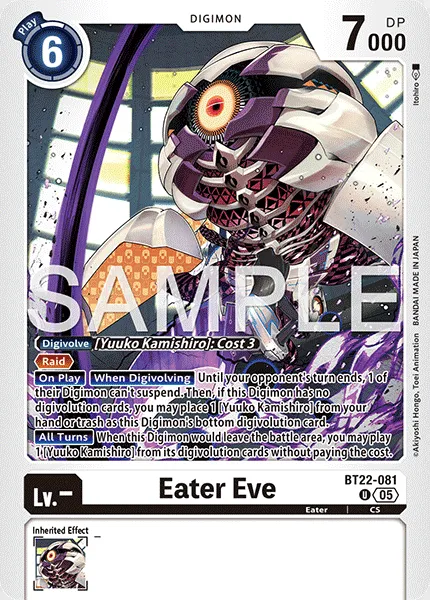 DIGIMON
Play
6
7000
DP
Itohiro
SAMPLE
Digivolve [Yuuko Kamishiro]: Cost 3
Raid
On Play When Digivolving Until your opponent's turn ends, 1 of
their Digimon can't suspend. Then, if this Digimon has no
digivolution cards, you may place 1 [Yuuko Kamishiro] from your
hand or trash as this Digimon's bottom digivolution card.
All Turns When this Digimon would leave the battle area, you may play
1 [Yuuko Kamishiro] from its digivolution cards without paying the cost.
©Akiyoshi Hongo, Toei Animation BANDAI MADE IN JAPAN
Lv.-
Eater Eve
BT22-081
U 05
Eater CS
Inherited Effect
-